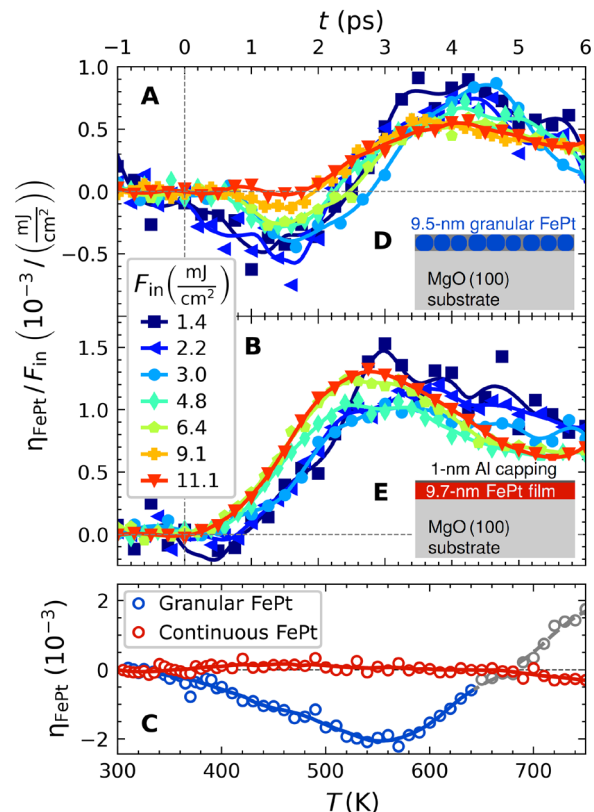 t (ps)
−1 0 1 2 3 4 5 6
1.0
0.5
0.0
−0.5
A
D
9.5-nm granular FePt
MgO (100)
substrate
F_in (mJ/cm²)
1.4
2.2
3.0
4.8
6.4
9.1
11.1
η_FePt / F_in (10⁻³ / (mJ/cm²))
B
1.5
1.0
0.5
0.0
E
1-nm Al capping
9.7-nm FePt film
MgO (100)
substrate
η_FePt (10⁻³)
2
0
−2
Granular FePt
Continuous FePt
C
300 400 500 600 700
T (K)